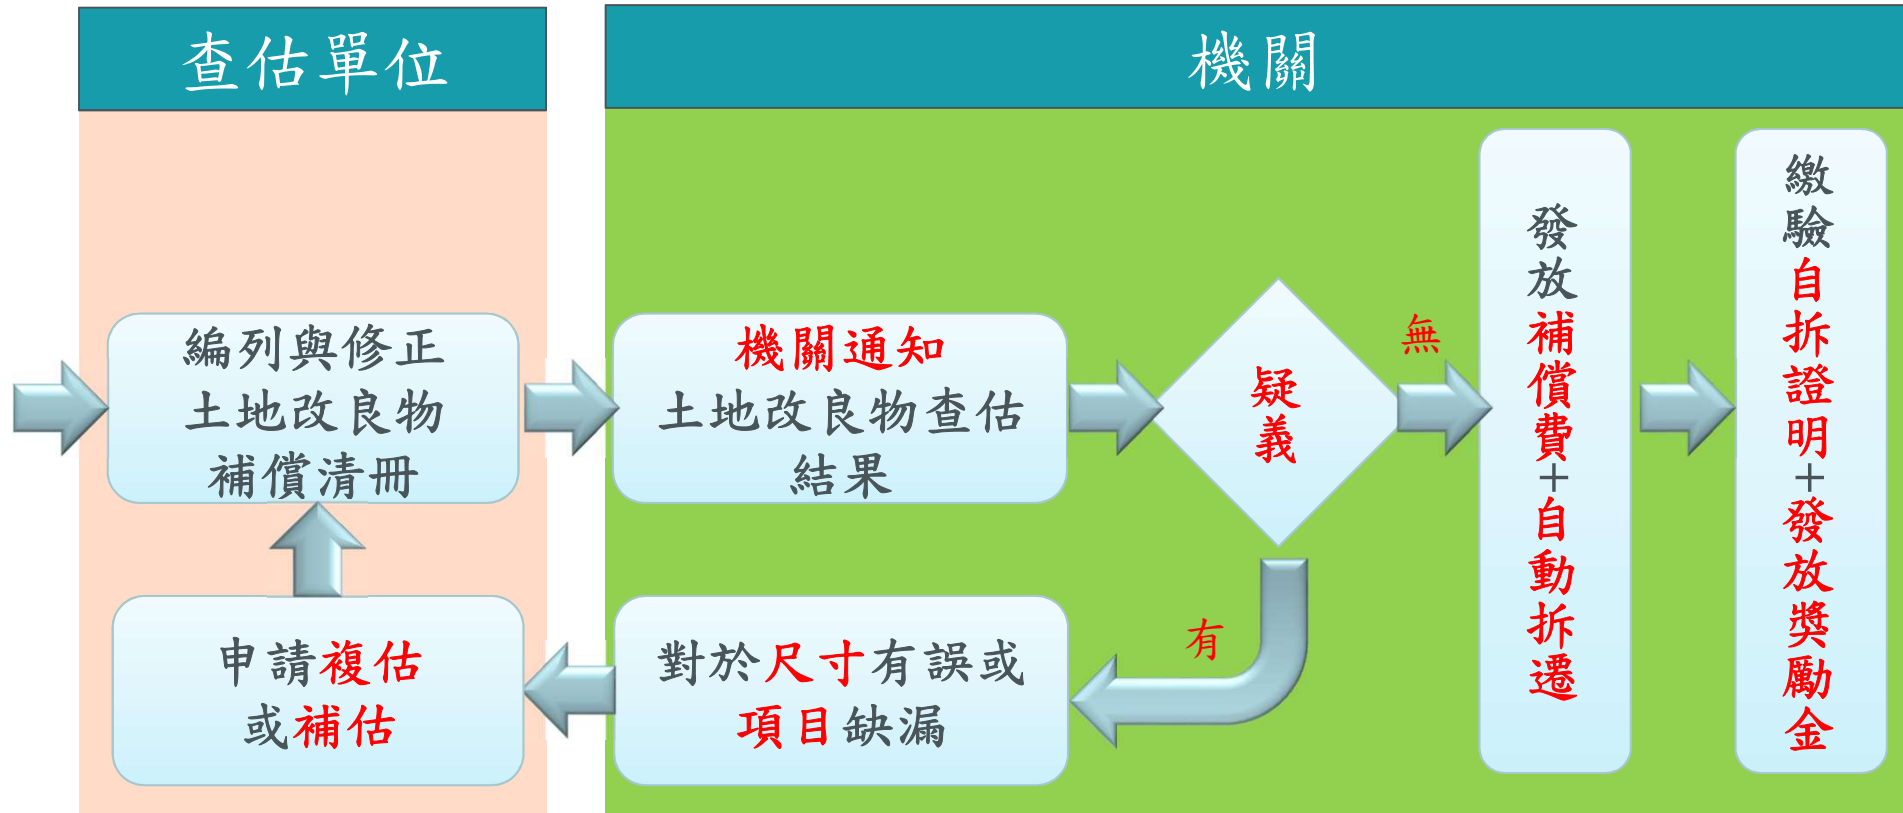 查估單位
機關
編列與修正
土地改良物
補償清冊
機關通知
土地改良物查估
結果
疑義
無
發放補償費+自動拆遷
繳驗自拆證明+發放獎勵金
有
對於尺寸有誤或
項目缺漏
申請複估
或補估